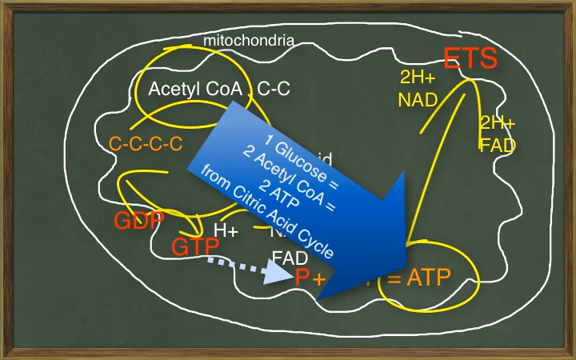 mitochondria
ETS
Acetyl CoA C-C
2H+
NAD
2H+
FAD
C-C-C-C
1 Glucose =
2 Acetyl CoA =
2 ATP
from Citric Acid Cycle
GDP
GTP
H+
FAD
P+
= ATP